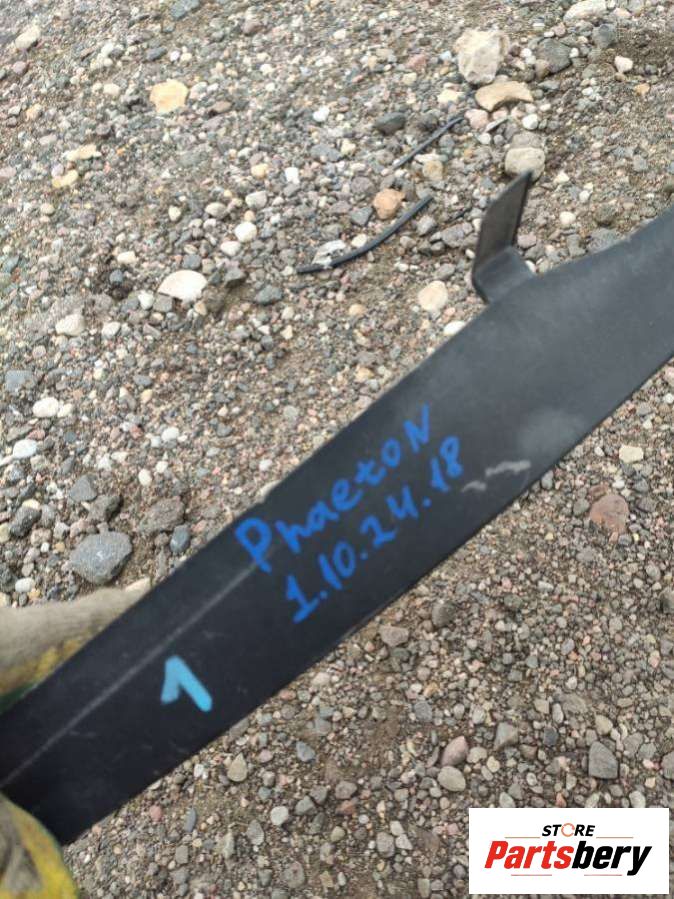 PhaetoN
1.10.24.18
1
STORE
Partsbery